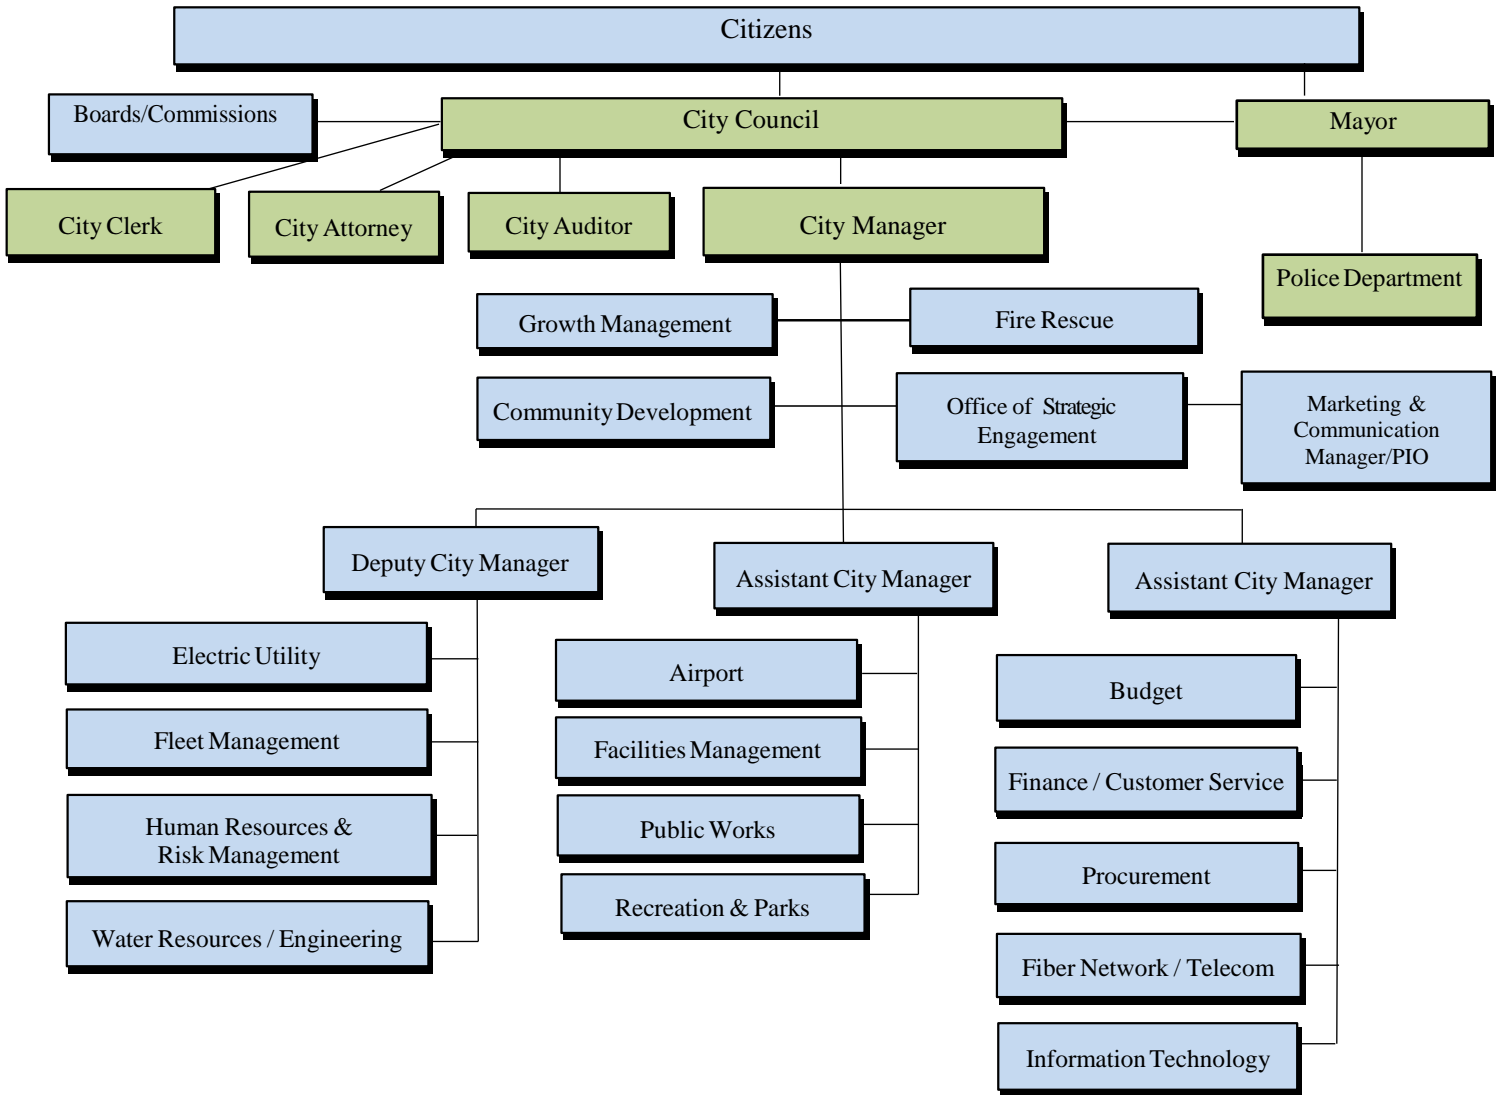 Citizens
Boards/Commissions
City Council
Mayor
City Clerk
City Attorney
City Auditor
City Manager
Police Department
Growth Management
Fire Rescue
Community Development
Office of Strategic
Engagement
Marketing &
Communication
Manager/PIO
Deputy City Manager
Assistant City Manager
Assistant City Manager
Electric Utility
Fleet Management
Human Resources &
Risk Management
Water Resources / Engineering
Airport
Facilities Management
Public Works
Recreation & Parks
Budget
Finance / Customer Service
Procurement
Fiber Network / Telecom
Information Technology